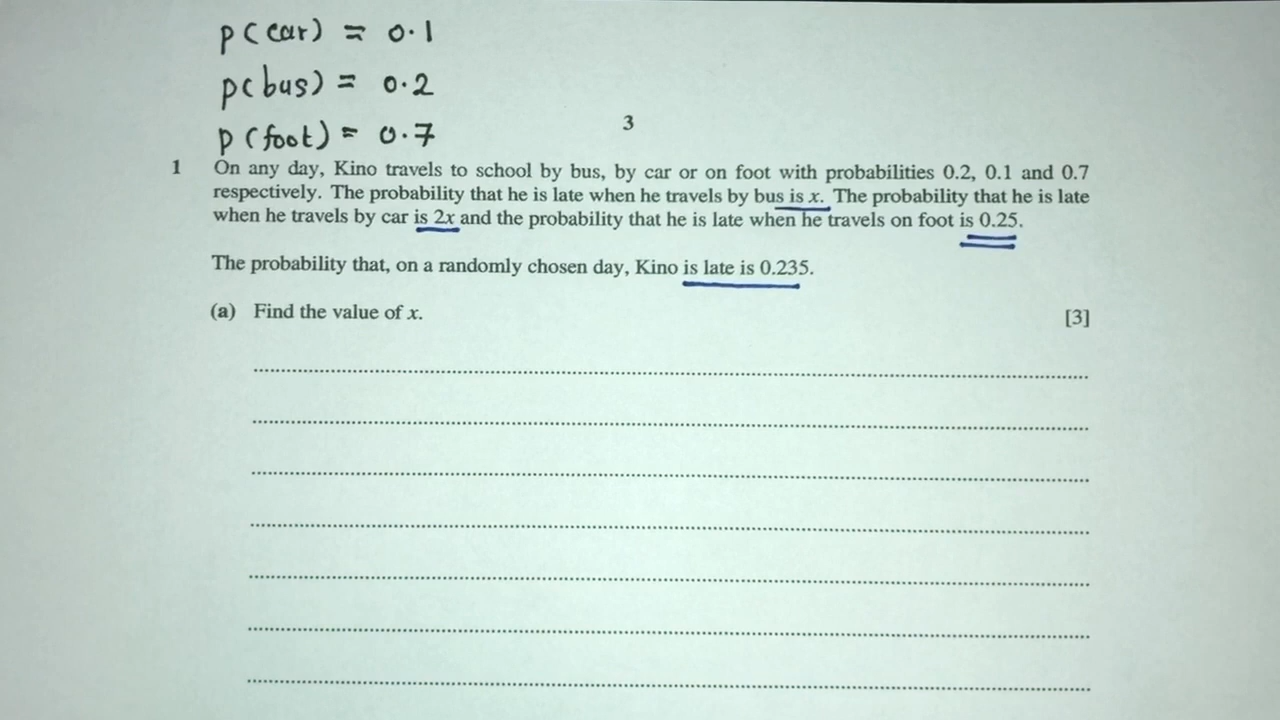 p(car) = 0.1
p(bus) = 0.2
p(foot) = 0.7
3
1 On any day, Kino travels to school by bus, by car or on foot with probabilities 0.2, 0.1 and 0.7
respectively. The probability that he is late when he travels by bus is x. The probability that he is late
when he travels by car is 2x and the probability that he is late when he travels on foot is 0.25.
The probability that, on a randomly chosen day, Kino is late is 0.235.
(a) Find the value of x. [3]